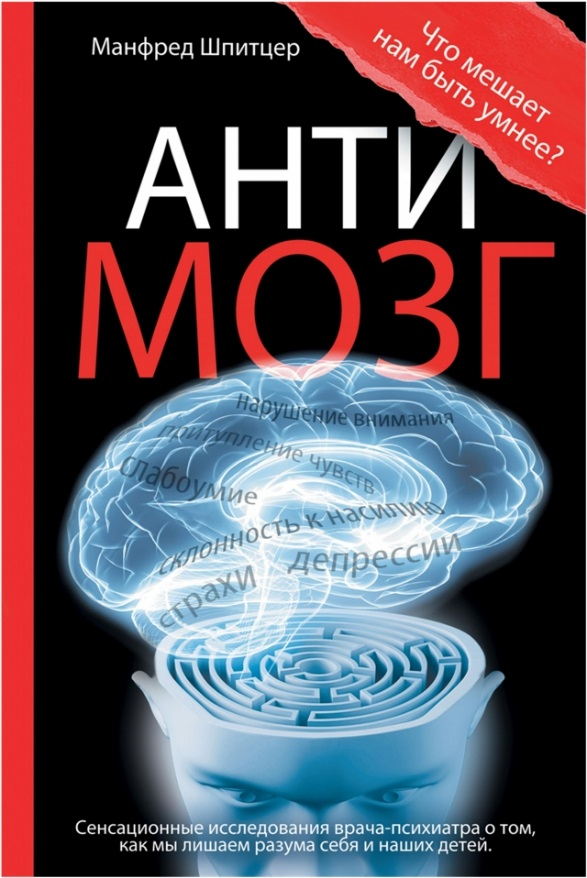 Манфред Шпитцер
Что мешает
нам быть умнее?
АНТИ
МОЗГ
нарушение внимания
притупление чувств
слабоумие
склонность к насилию
депрессии
страхи
Сенсационные исследования врача-психиатра о том,
как мы лишаем разума себя и наших детей.